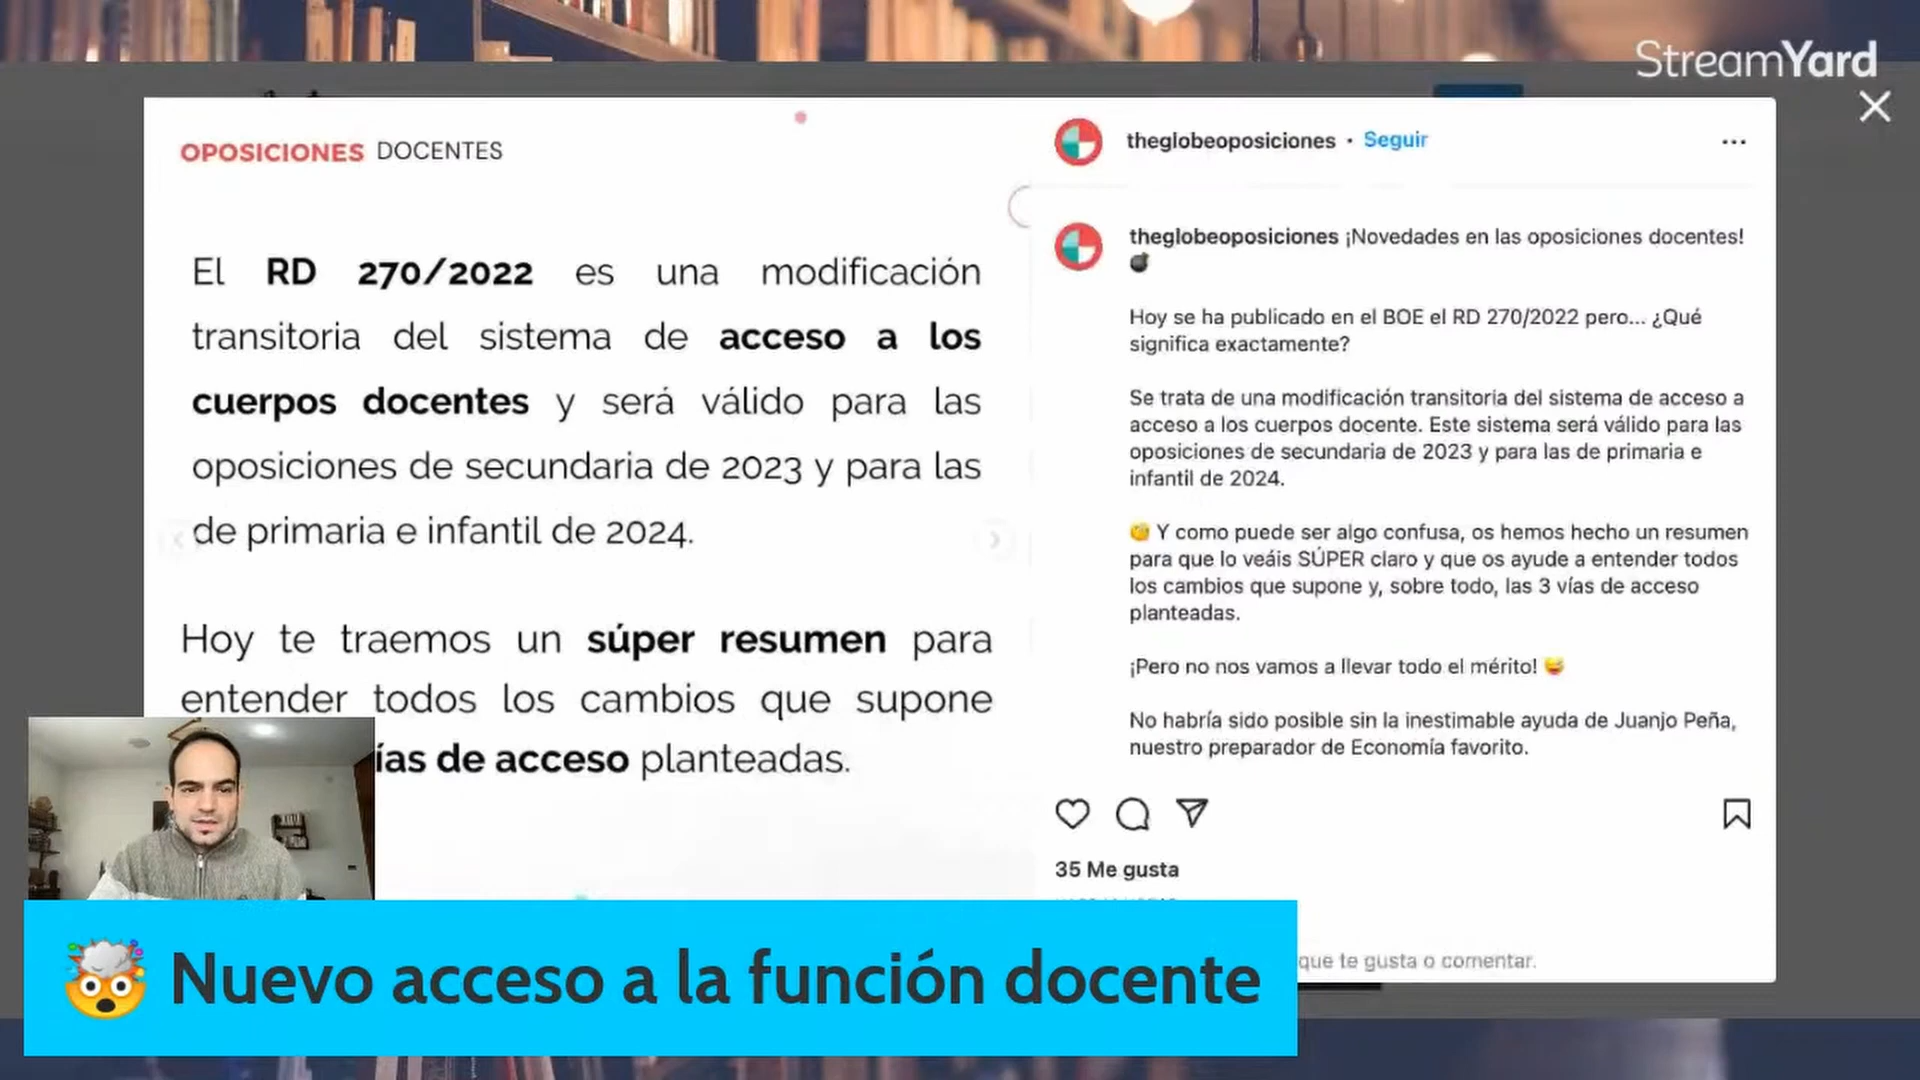 StreamYard
OPOSICIONES DOCENTES
El RD 270/2022 es una modificación
transitoria del sistema de acceso a los
cuerpos docentes y será válido para las
oposiciones de secundaria de 2023 y para las
de primaria e infantil de 2024.
Hoy te traemos un súper resumen para
entender todos los cambios que supone
ías de acceso planteadas.
theglobeoposiciones • Seguir
theglobeoposiciones ¡Novedades en las oposiciones docentes!
Hoy se ha publicado en el BOE el RD 270/2022 pero... ¿Qué
significa exactamente?
Se trata de una modificación transitoria del sistema de acceso a
acceso a los cuerpos docente. Este sistema será válido para las
oposiciones de secundaria de 2023 y para las de primaria e
infantil de 2024.
🧐 Y como puede ser algo confusa, os hemos hecho un resumen
para que lo veáis SÚPER claro y que os ayude a entender todos
los cambios que supone y, sobre todo, las 3 vías de acceso
planteadas.
¡Pero no nos vamos a llevar todo el mérito! 😅
No habría sido posible sin la inestimable ayuda de Juanjo Peña,
nuestro preparador de Economía favorito.
35 Me gusta
que te gusta o comentar.
🤯 Nuevo acceso a la función docente